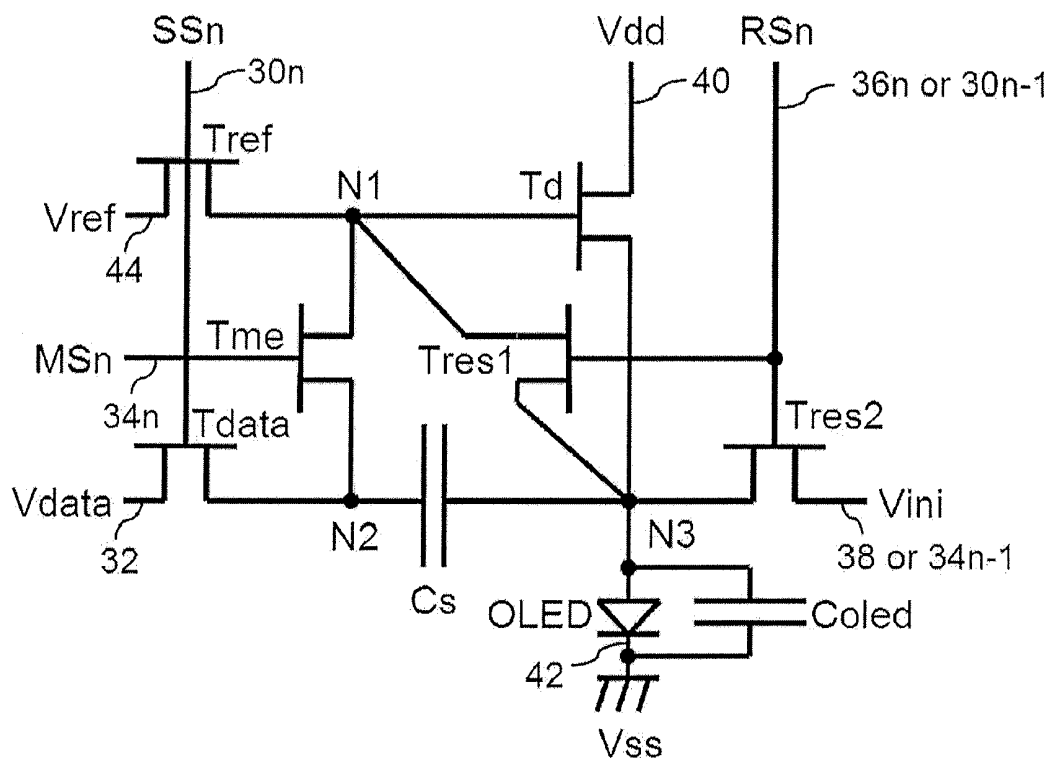 SSn
Vdd
RSn
30n
40
36n or 30n-1
Tref
N1
Td
Vref
44
Tme
MSn
Tres1
34n
Tdata
Tres2
Vdata
32
N2
N3
Vini
38 or 34n-1
Cs
OLED
Coled
42
Vss